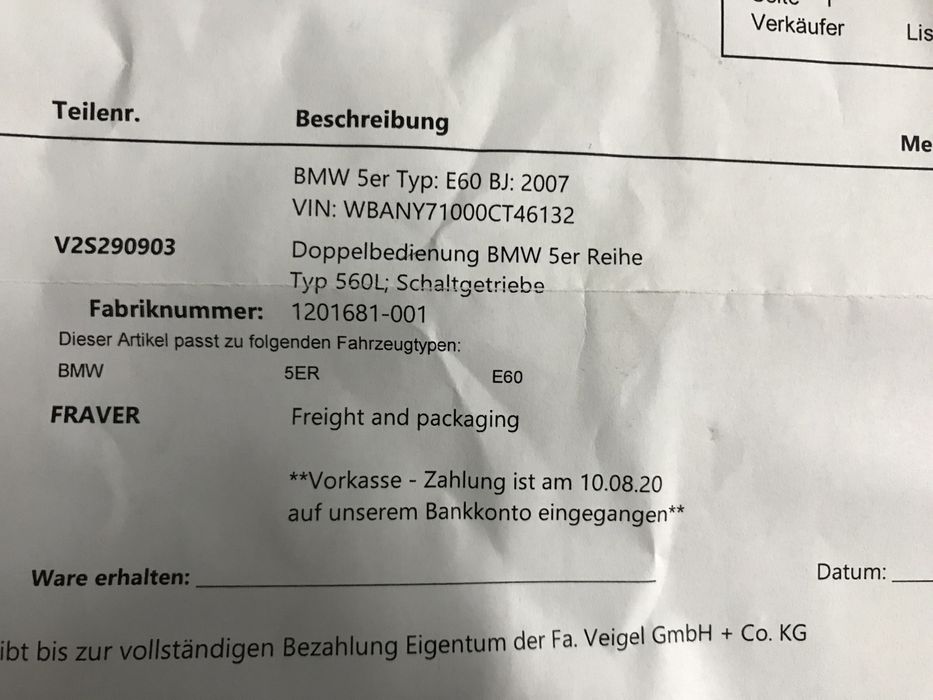 Verkäufer
Teilenr. Beschreibung
BMW 5er Typ: E60 BJ: 2007
VIN: WBANY71000CT46132
V2S290903 Doppelbedienung BMW 5er Reihe
Typ 560L; Schaltgetriebe
Fabriknummer: 1201681-001
Dieser Artikel passt zu folgenden Fahrzeugtypen:
BMW 5ER E60
FRAVER Freight and packaging
**Vorkasse - Zahlung ist am 10.08.20
auf unserem Bankkonto eingegangen**
Ware erhalten: Datum:
bis zur vollständigen Bezahlung Eigentum der Fa. Veigel GmbH + Co. KG